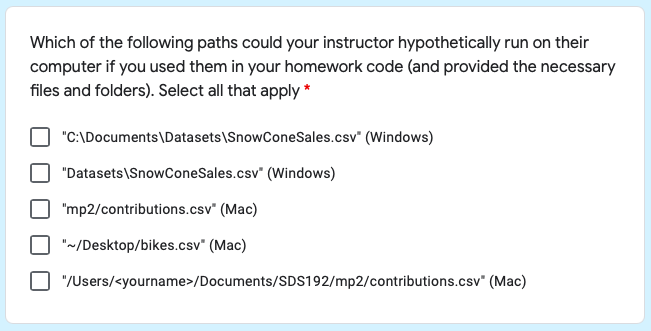 Which of the following paths could your instructor hypothetically run on their
computer if you used them in your homework code (and provided the necessary
files and folders). Select all that apply *
"C:\Documents\Datasets\SnowConeSales.csv" (Windows)
"Datasets\SnowConeSales.csv" (Windows)
"mp2/contributions.csv" (Mac)
"~/Desktop/bikes.csv" (Mac)
"/Users/<yourname>/Documents/SDS192/mp2/contributions.csv" (Mac)